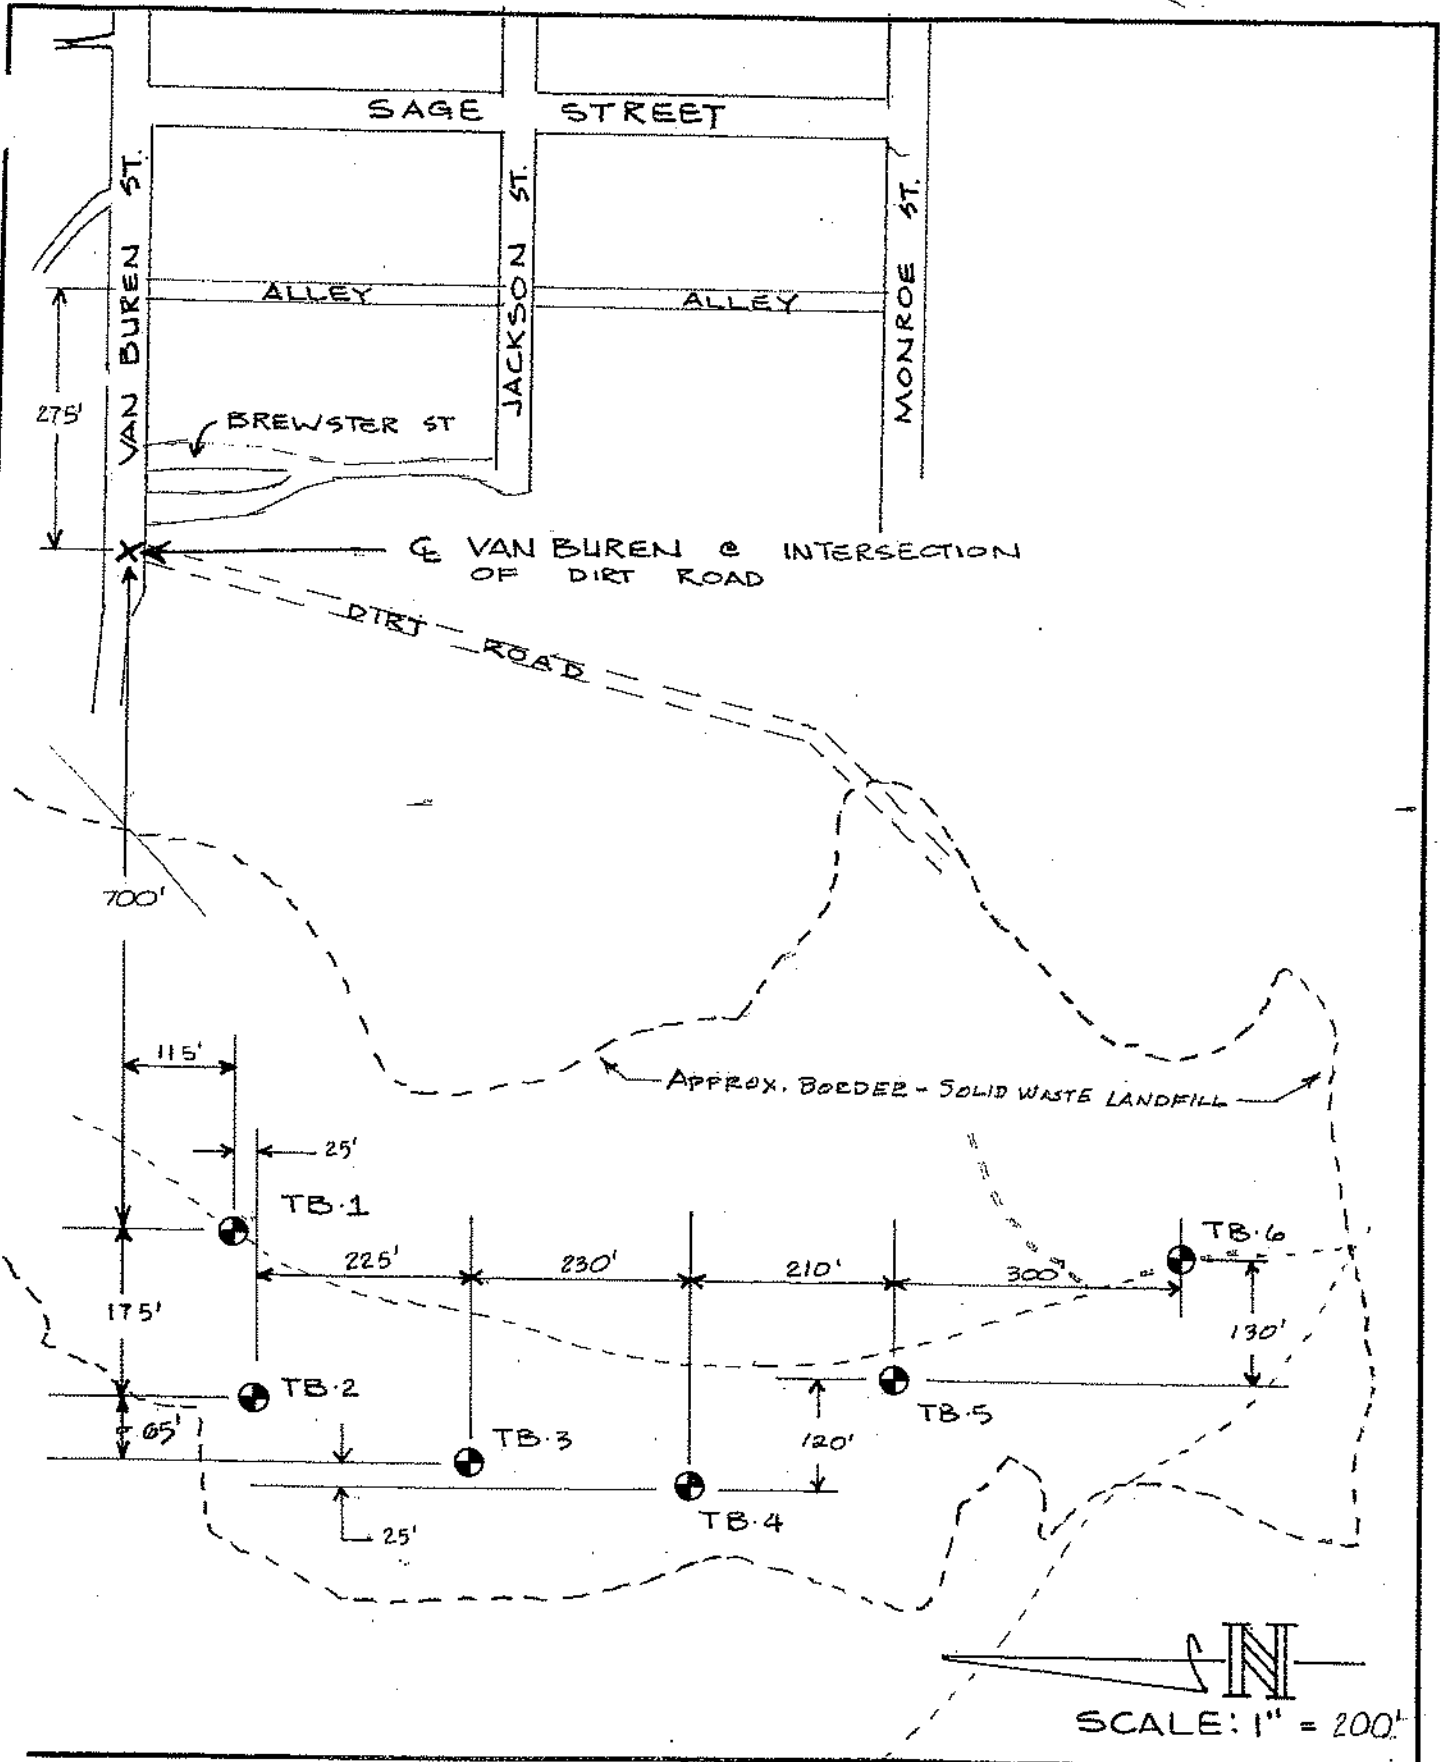 SAGE STREET
VAN BUREN ST.
JACKSON ST.
MONROE ST.
ALLEY
ALLEY
275'
BREWSTER ST
℄ VAN BUREN @ INTERSECTION
OF DIRT ROAD
DIRT ROAD
700'
115'
APPROX. BORDER - SOLID WASTE LANDFILL
25'
TB·1
TB·6
225'
230'
210'
300'
175'
130'
TB·2
TB·5
65'
TB·3
120'
TB·4
25'
N
SCALE: 1" = 200'